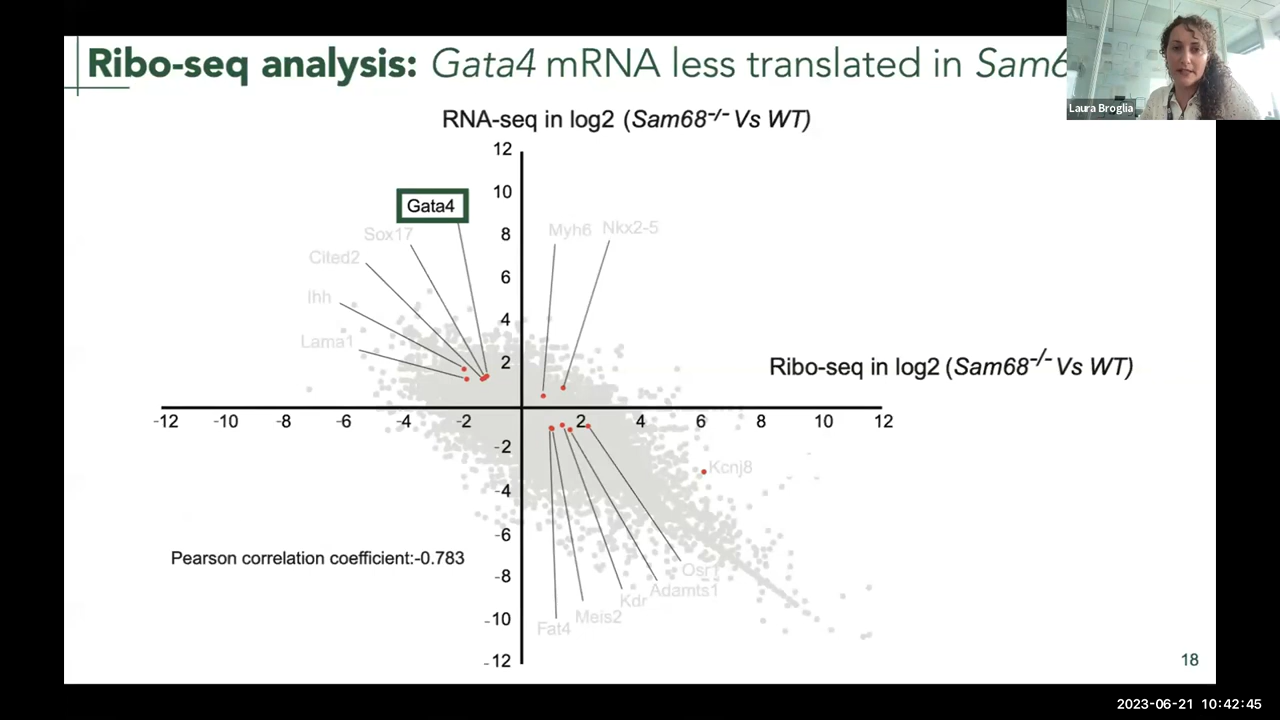 Ribo-seq analysis: Gata4 mRNA less translated in Sam6
Laura Broglia
RNA-seq in log2 (Sam68-/- Vs WT)
12
10
Gata4
8
Sox17
Myh6
Nkx2-5
Cited2
6
Ihh
4
Lama1
2
Ribo-seq in log2 (Sam68-/- Vs WT)
-12 -10 -8 -6 -4 -2 2 4 6 8 10 12
-2
Kcnj8
-4
-6
Pearson correlation coefficient:-0.783
-8
Osr1
Adamts1
Kdr
Meis2
-10
Fat4
-12
18
2023-06-21 10:42:45